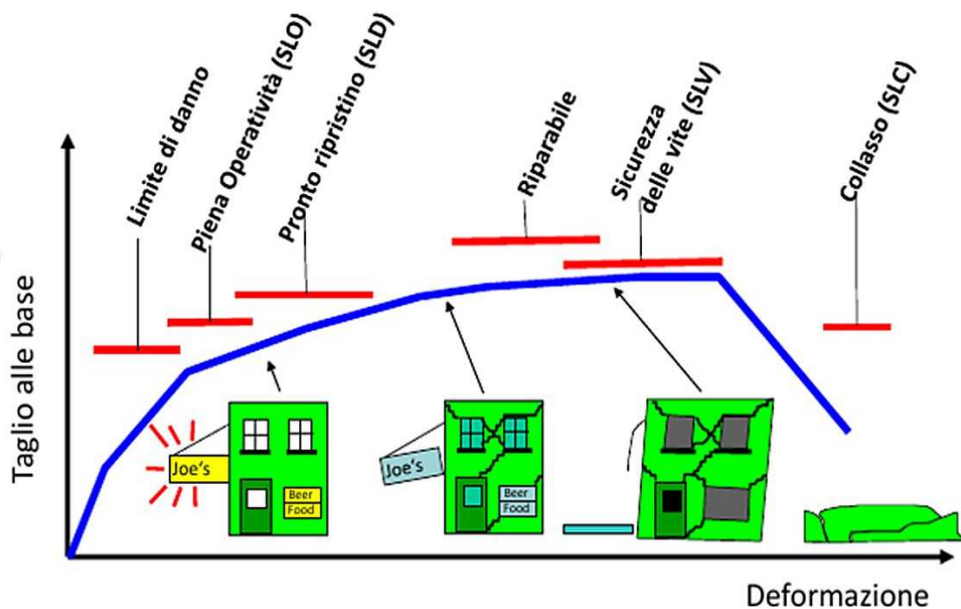 Limite di danno
Piena Operatività (SLO)
Pronto ripristino (SLD)
Riparabile
Sicurezza
delle vite (SLV)
Collasso (SLC)
Taglio alle base
Joe's
Beer
Food
Joe's
Beer
Food
Deformazione